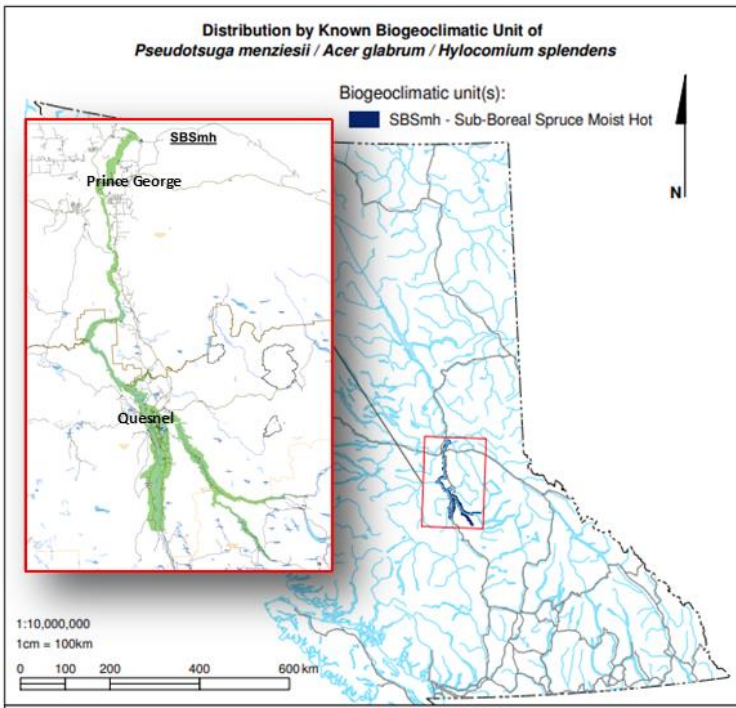 Distribution by Known Biogeoclimatic Unit of
Pseudotsuga menziesii / Acer glabrum / Hylocomium splendens
Biogeoclimatic unit(s):
SBSmh - Sub-Boreal Spruce Moist Hot
SBSmh
Prince George
N
Quesnel
1:10,000,000
1cm = 100km
0 100 200 400 600 km